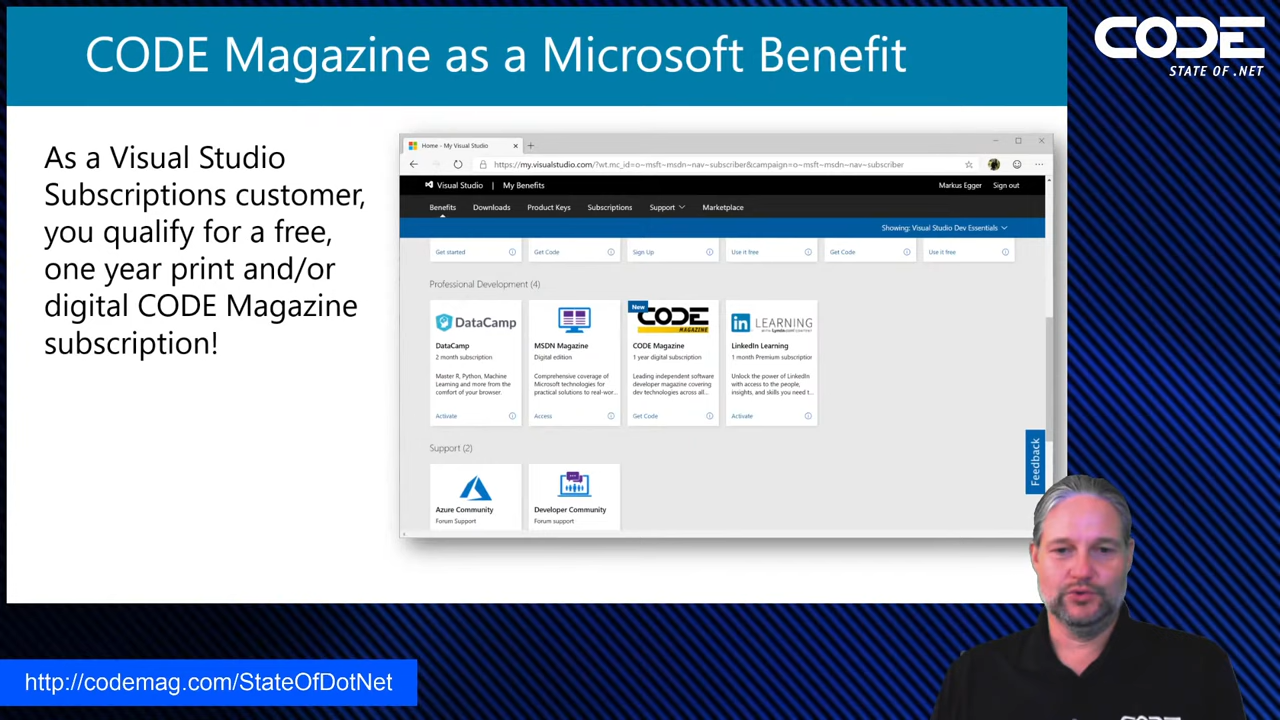 CODE Magazine as a Microsoft Benefit
CODE
STATE OF .NET
As a Visual Studio
Subscriptions customer,
you qualify for a free,
one year print and/or
digital CODE Magazine
subscription!
Home - My Visual Studio
https://my.visualstudio.com/?wt.mc_id=o~msft~msdn~nav~subscriber&campaign=o~msft~msdn~nav~subscriber
Visual Studio | My Benefits
Markus Egger Sign out
Benefits Downloads Product Keys Subscriptions Support Marketplace
Showing: Visual Studio Dev Essentials
Get started Get Code Sign Up Use it free Get Code Use it free
Professional Development (4)
DataCamp
DataCamp
2 month subscription
Master R, Python, Machine
Learning and more from the
comfort of your browser.
Activate
MSDN Magazine
Digital edition
Comprehensive coverage of
Microsoft technologies for
practical solutions to real-wor...
Access
New
CODE
MAGAZINE
CODE Magazine
1 year digital subscription
Leading independent software
developer magazine covering
dev technologies across all...
Get Code
in LEARNING
LinkedIn Learning
1 month Premium subscription
Unlock the power of LinkedIn
with access to the people,
insights, and skills you need t...
Activate
Support (2)
Azure Community
Forum Support
Developer Community
Forum support
Feedback
http://codemag.com/StateOfDotNet